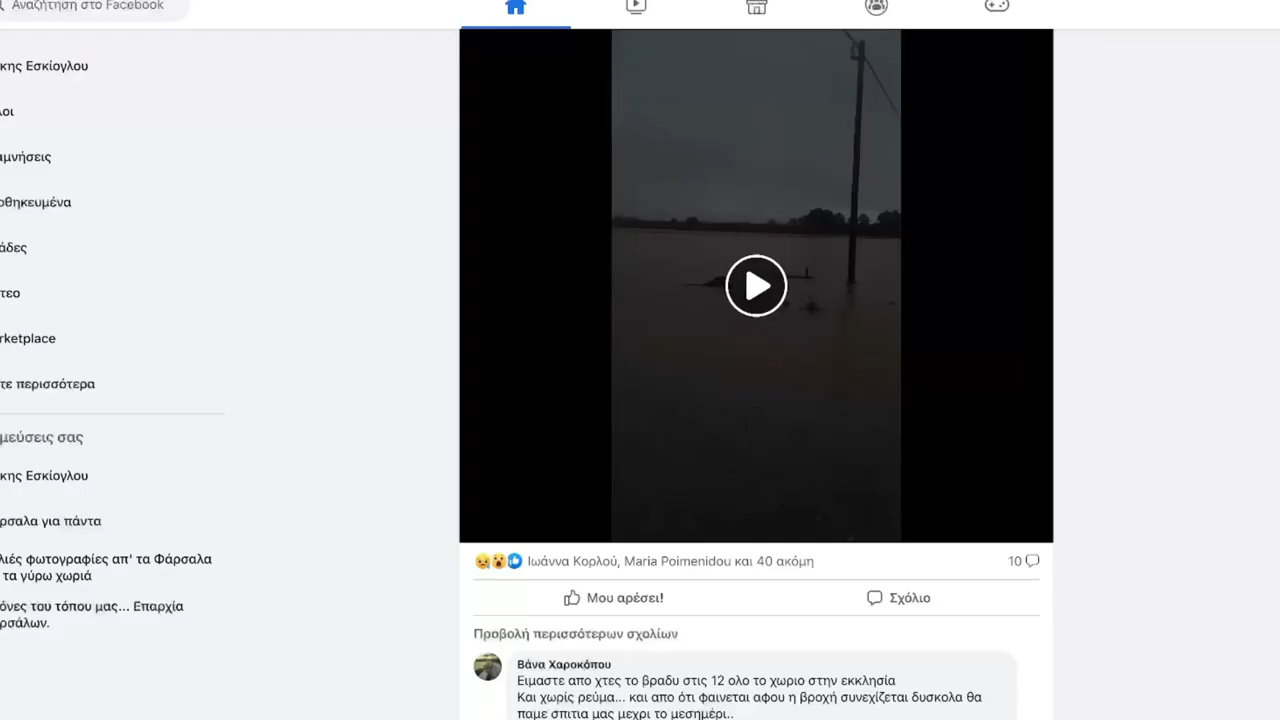 Αναζήτηση στο Facebook
κης Εσκίογλου
λοι
αμνήσεις
οθηκευμένα
άδες
τεο
rketplace
τε περισσότερα
μεύσεις σας
κης Εσκίογλου
ρσαλα για πάντα
λιές φωτογραφίες απ' τα Φάρσαλα
τα γύρω χωριά
όνες του τόπου μας... Επαρχία
ρσάλων.
Ιωάννα Κορλού, Maria Poimenidou και 40 ακόμη
10
Μου αρέσει!
Σχόλιο
Προβολή περισσότερων σχολίων
Βάνα Χαροκόπου
Ειμαστε απο χτες το βραδυ στις 12 ολο το χωριο στην εκκλησία
Και χωρίς ρεύμα... και απο ότι φαινεται αφου η βροχή συνεχίζεται δυσκολα θα
παμε σπιτια μας μεχρι το μεσημέρι..